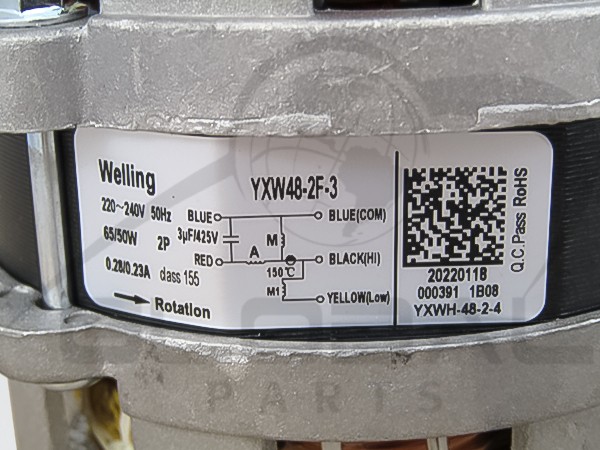 Welling
YXW48-2F-3
220~240V 50Hz
65/50W 2P
0.28/0.23A class 155
Rotation
BLUE
3µF/425V
RED
A
M
150℃
M1
BLUE(COM)
BLACK(HI)
YELLOW(Low)
20220118
000391 1B08
YXWH-48-2-4
Q.C.Pass RoHS
PARTS